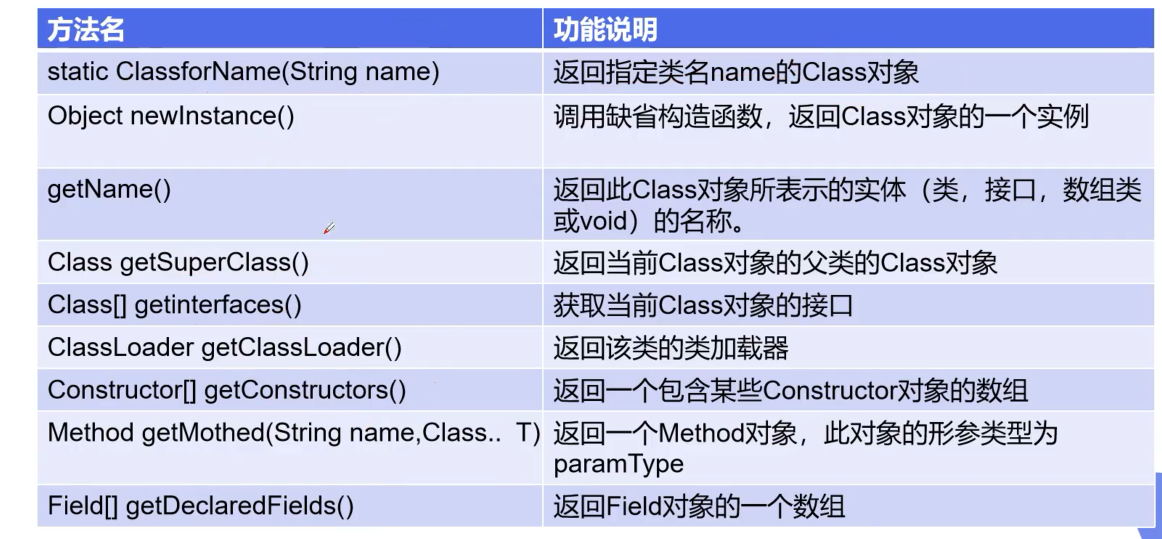 方法名 功能说明
static ClassforName(String name) 返回指定类名name的Class对象
Object newInstance() 调用缺省构造函数，返回Class对象的一个实例
getName() 返回此Class对象所表示的实体（类，接口，数组类
或void）的名称。
Class getSuperClass() 返回当前Class对象的父类的Class对象
Class[] getinterfaces() 获取当前Class对象的接口
ClassLoader getClassLoader() 返回该类的类加载器
Constructor[] getConstructors() 返回一个包含某些Constructor对象的数组
Method getMothed(String name,Class.. T) 返回一个Method对象，此对象的形参类型为
paramType
Field[] getDeclaredFields() 返回Field对象的一个数组